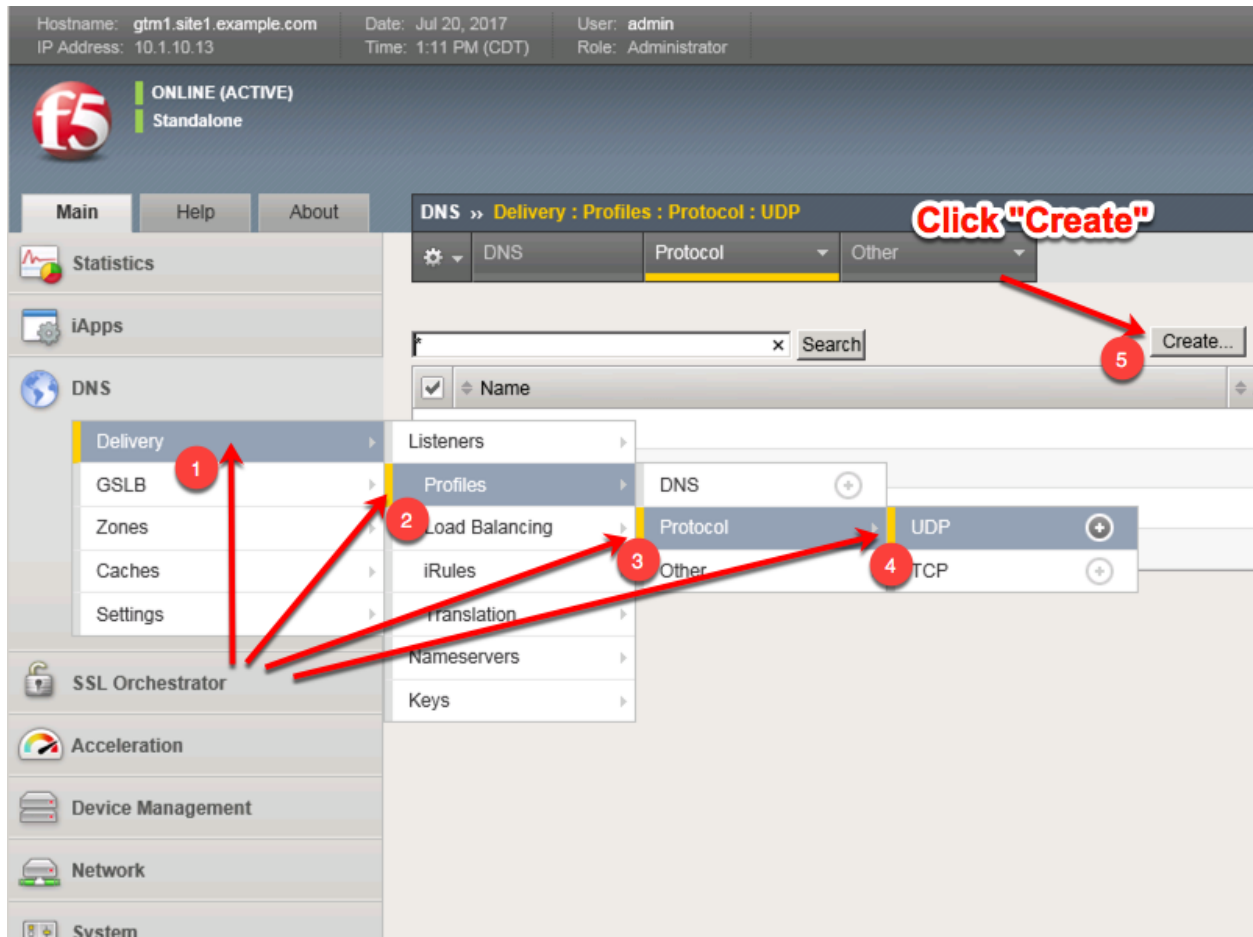 Hostname: gtm1.site1.example.com Date: Jul 20, 2017 User: admin
IP Address: 10.1.10.13 Time: 1:11 PM (CDT) Role: Administrator
f5
ONLINE (ACTIVE)
Standalone
Main Help About
DNS » Delivery : Profiles : Protocol : UDP
Click "Create"
Statistics
DNS Protocol Other
iApps
* × Search
5
Create...
DNS
Name
Delivery
1
Listeners
GSLB
Profiles
DNS
Zones
2
Load Balancing
Protocol
UDP
Caches
iRules
3
Other
4
TCP
Settings
Translation
Nameservers
SSL Orchestrator
Keys
Acceleration
Device Management
Network
System